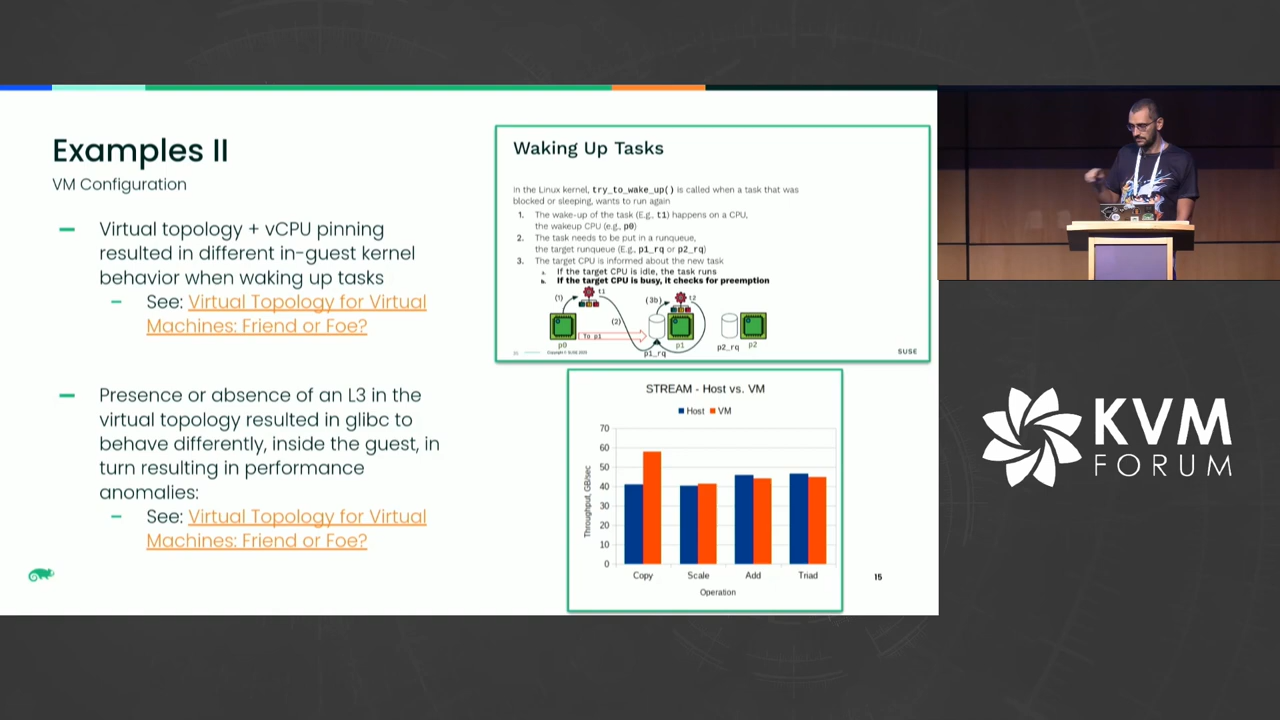 Examples II
VM Configuration
Virtual topology + vCPU pinning
resulted in different in-guest kernel
behavior when waking up tasks
See: Virtual Topology for Virtual
Machines: Friend or Foe?
Presence or absence of an L3 in the
virtual topology resulted in glibc to
behave differently, inside the guest, in
turn resulting in performance
anomalies:
See: Virtual Topology for Virtual
Machines: Friend or Foe?
Waking Up Tasks
In the Linux kernel, try_to_wake_up() is called when a task that was
blocked or sleeping, wants to run again
1. The wake-up of the task (E.g., t1) happens on a CPU,
the wakeup CPU (e.g., p0)
2. The task needs to be put in a runqueue,
the target runqueue (E.g., p1_rq or p2_rq)
3. The target CPU is informed about the new task
If the target CPU is idle, the task runs
If the target CPU is busy, it checks for preemption
(1)
t1
(2)
(3b)
t2
To p1
p0
p1_rq
p1
p2_rq
p2
SUSE
STREAM - Host vs. VM
Host VM
Throughput, GB/sec
70
60
50
40
30
20
10
0
Copy Scale Add Triad
Operation
15
KVM
FORUM